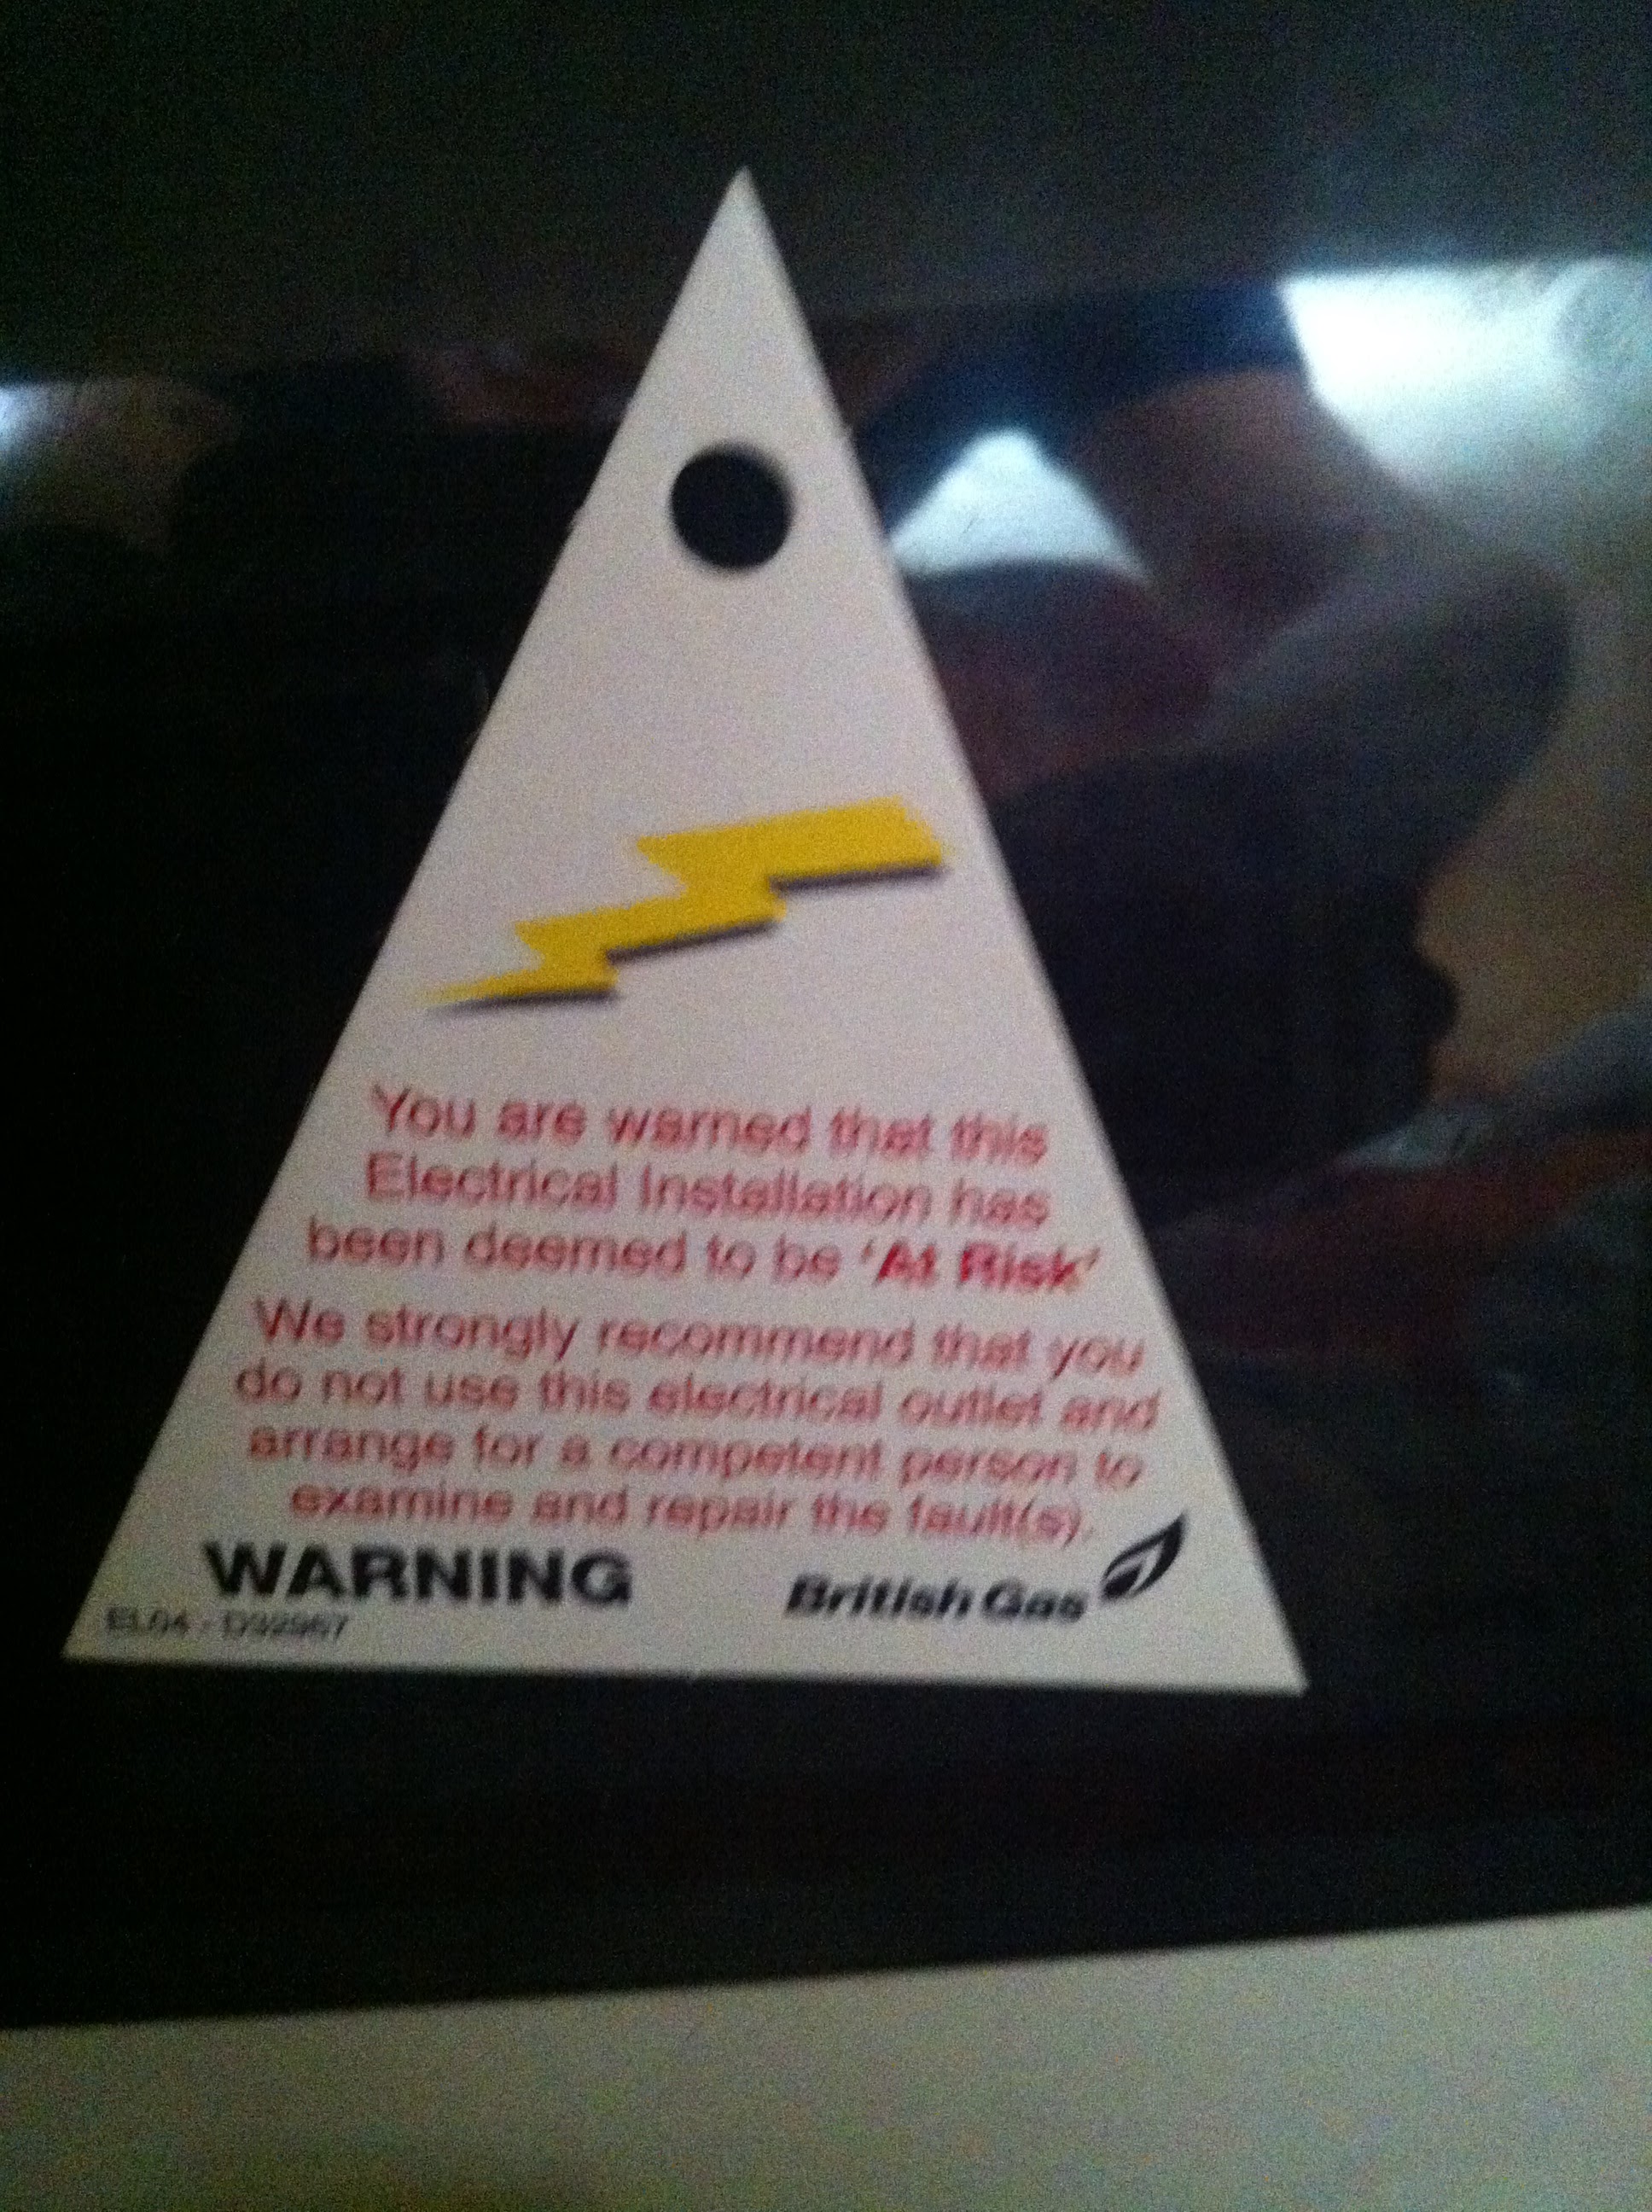 You are warned that this
Electrical Installation has
been deemed to be 'At Risk'
We strongly recommend that you
do not use this electrical outlet and
arrange for a competent person to
examine and repair the fault(s).
WARNING
British Gas
EL04 - D32967